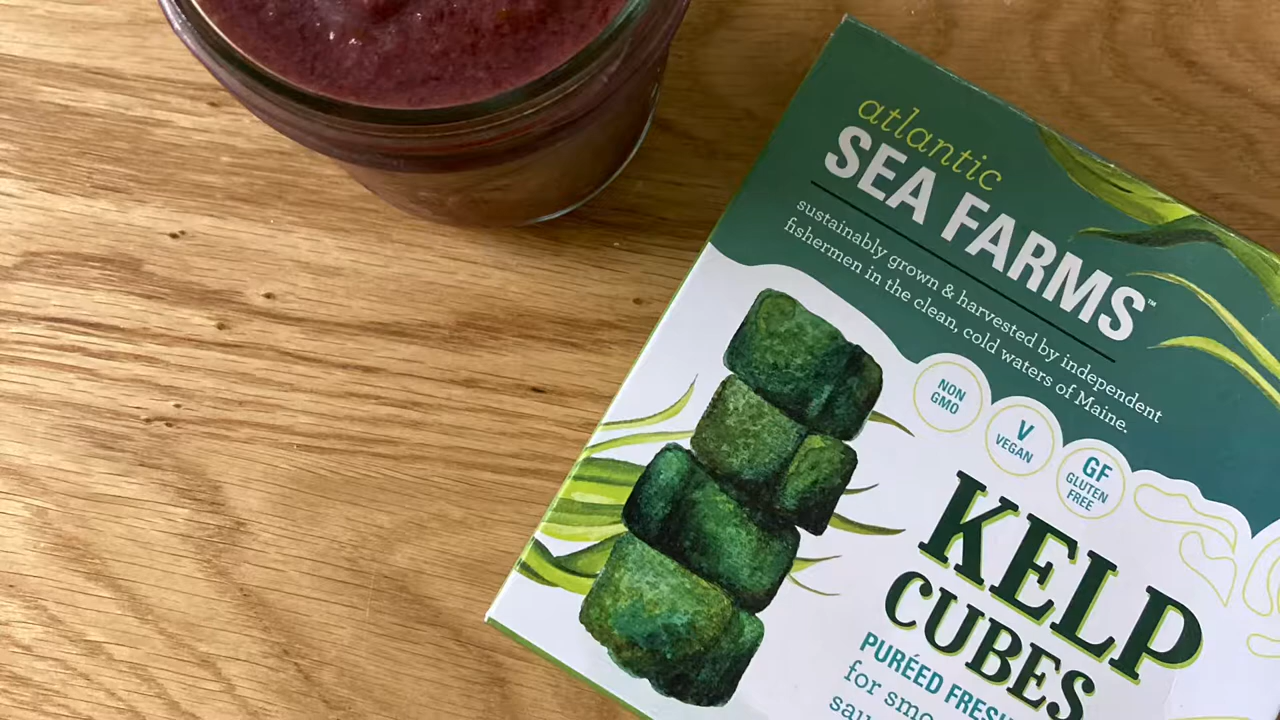 atlantic
SEA FARMS™
sustainably grown & harvested by independent
fishermen in the clean, cold waters of Maine.
NON
GMO
V
VEGAN
GF
GLUTEN
FREE
KELP
CUBES
PURÉED FRESH
for